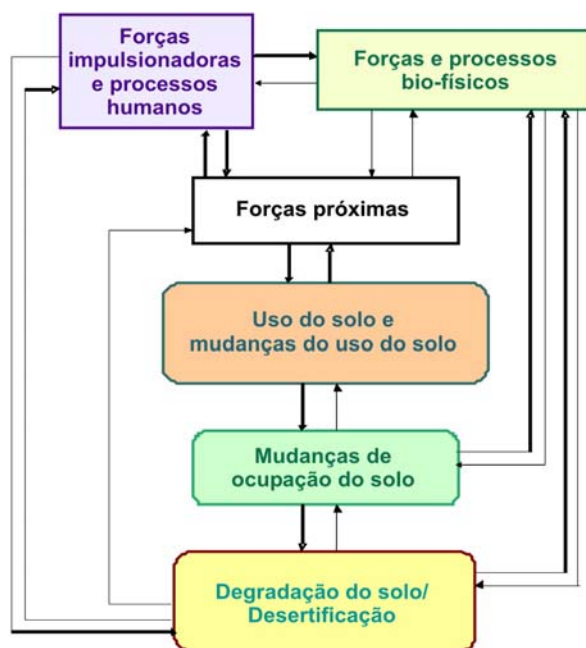 Forças
impulsionadoras
e processos
humanos
Forças e processos
bio-físicos
Forças próximas
Uso do solo e
mudanças do uso do solo
Mudanças de
ocupação do solo
Degradação do solo/
Desertificação